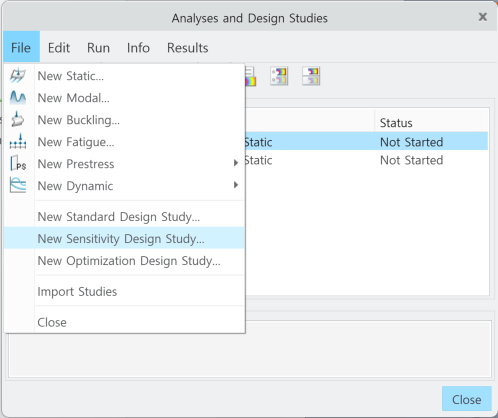 Analyses and Design Studies
File Edit Run Info Results
New Static...
New Modal...
New Buckling...
New Fatigue...
New Prestress
New Dynamic
New Standard Design Study...
New Sensitivity Design Study...
New Optimization Design Study...
Import Studies
Close
Status
Static Not Started
Static Not Started
Close